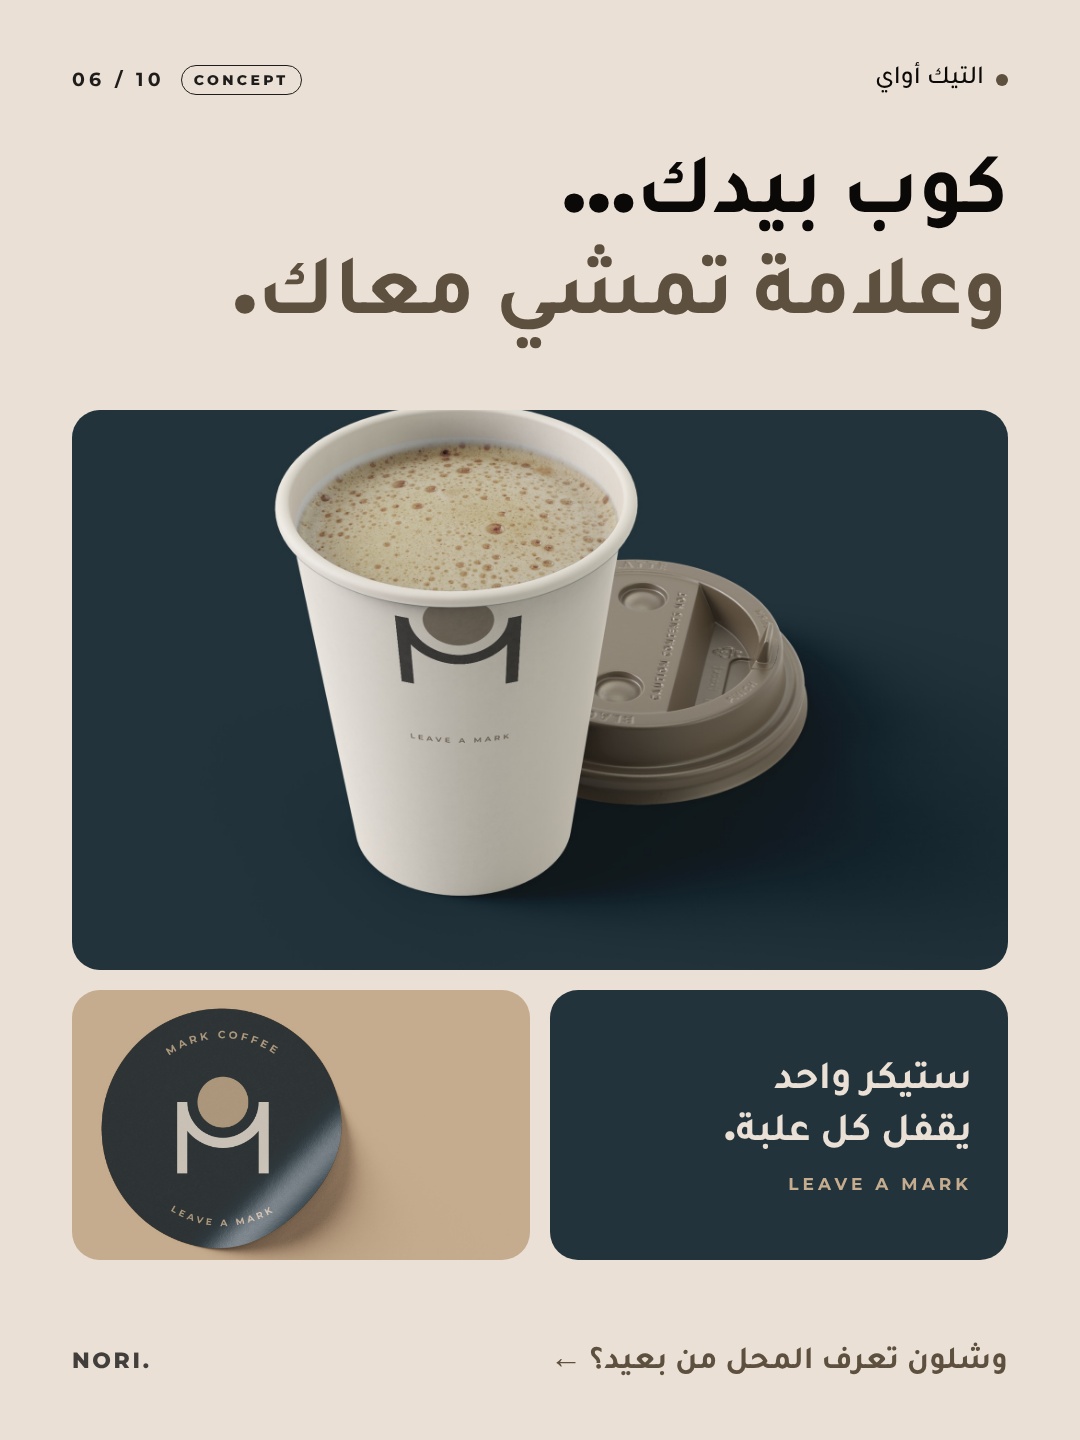 التيك أواي
06 / 10 CONCEPT
كوب بيدك...
وعلامة تمشي معاك.
LEAVE A MARK
MARK COFFEE
LEAVE A MARK
ستيكر واحد
يقفل كل علبة.
LEAVE A MARK
وشلون تعرف المحل من بعيد؟ ←
NORI.